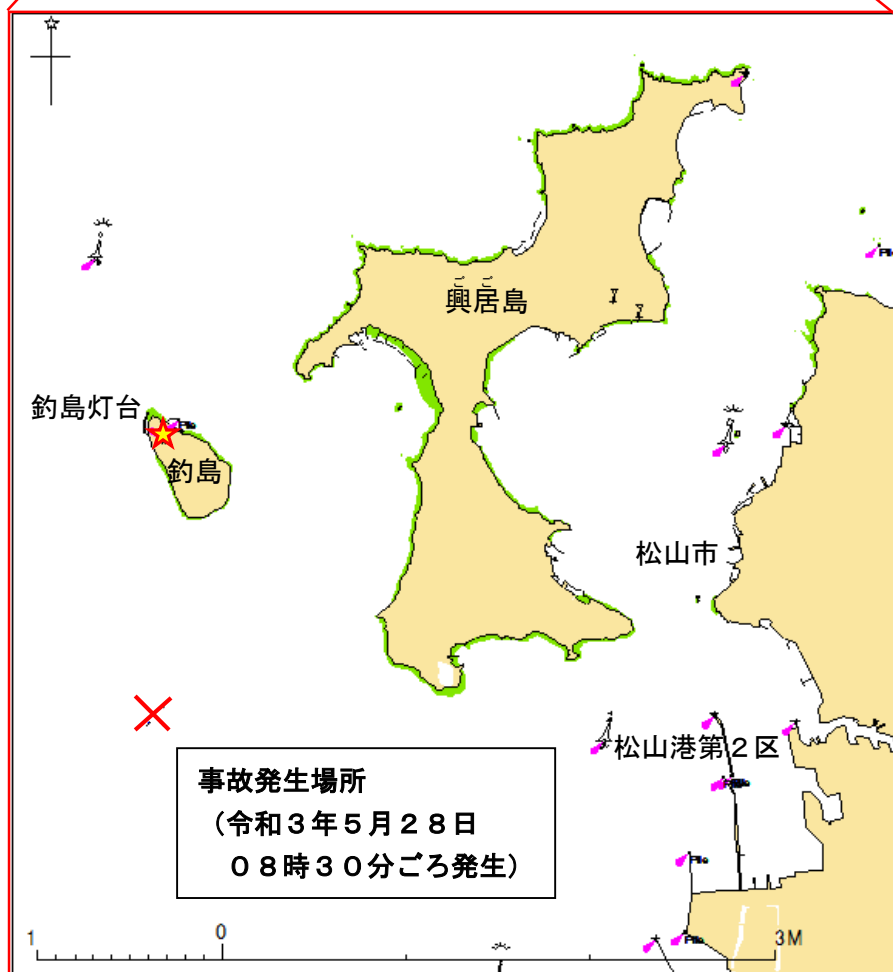 ごご
興居島
釣島灯台
釣島
松山市
松山港第２区
事故発生場所
（令和３年５月２８日
０８時３０分ごろ発生）
1 0 3M